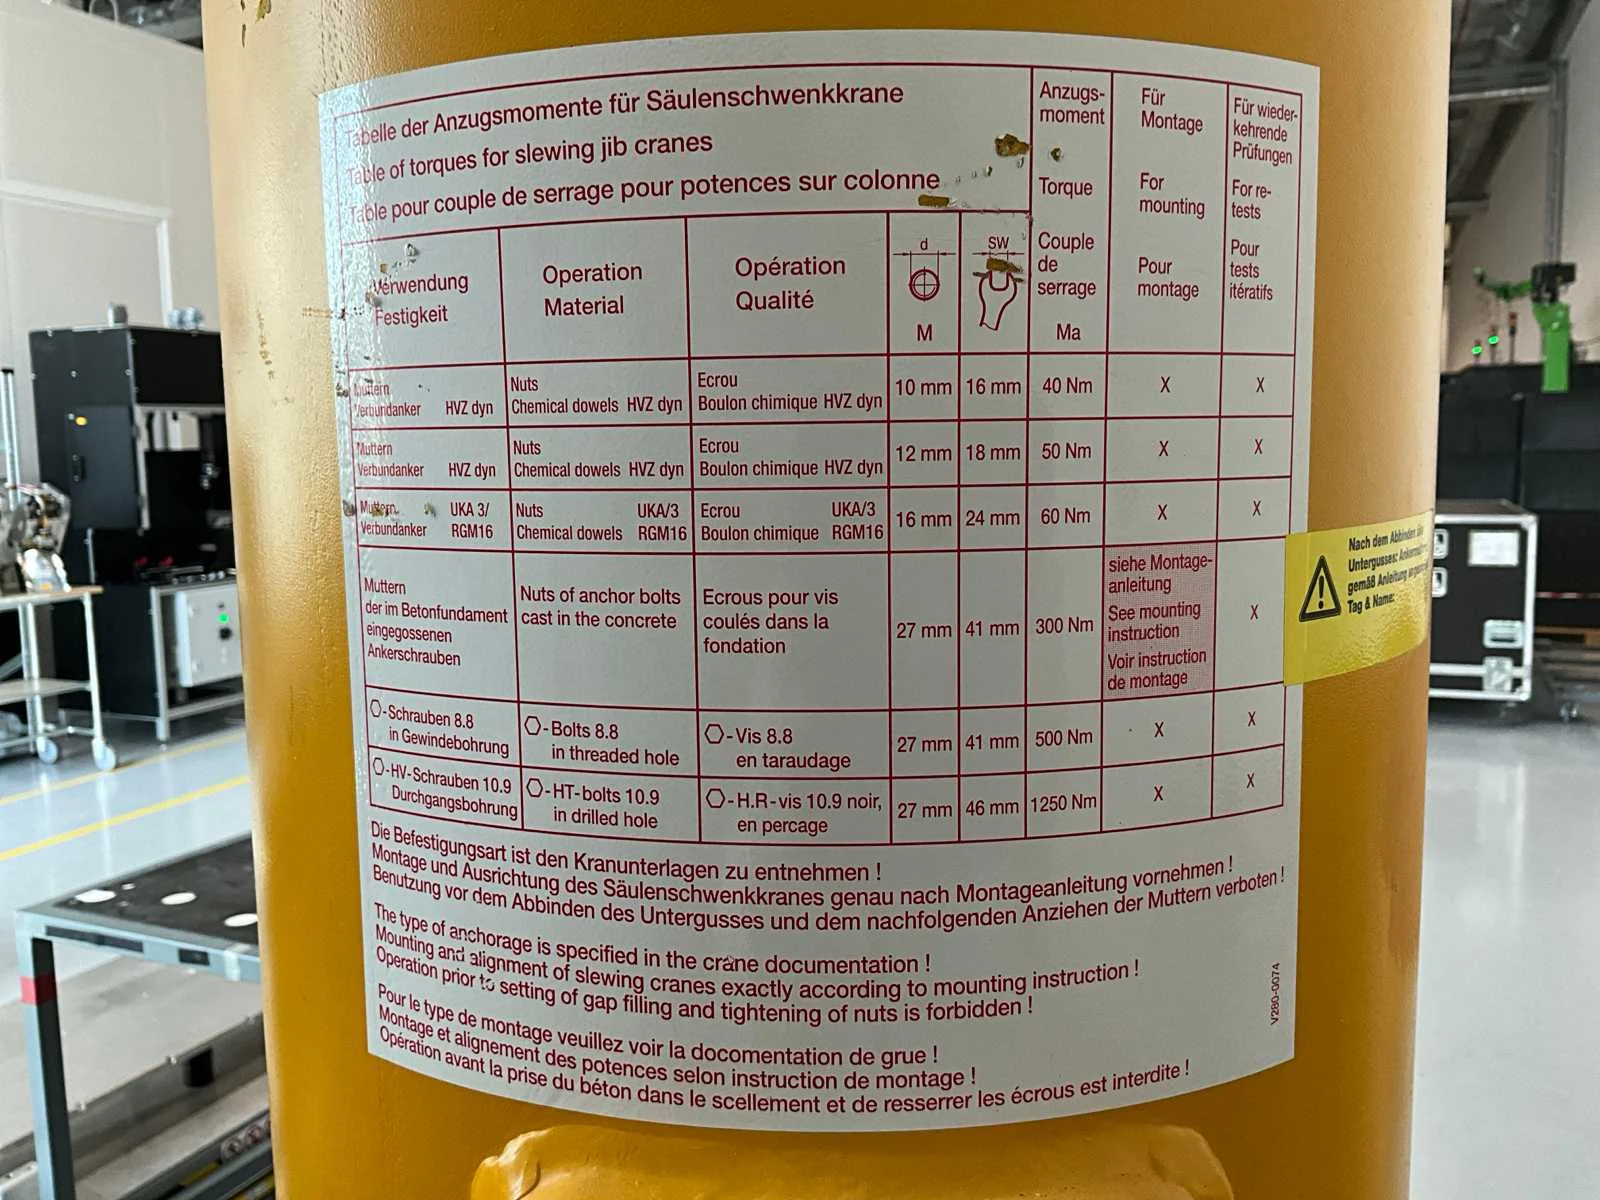 Tabelle der Anzugsmomente für Säulenschwenkkrane
Table of torques for slewing jib cranes
Table pour couple de serrage pour potences sur colonne
Anzugs-
moment
Torque
Couple
de
serrage
Ma
Für
Montage
For
mounting
Pour
montage
Für wieder-
kehrende
Prüfungen
For re-
tests
Pour
tests
itératifs
Verwendung
Festigkeit
Operation
Material
Opération
Qualité
d
M
SW
Muttern
Verbundanker HVZ dyn
Nuts
Chemical dowels HVZ dyn
Ecrou
Boulon chimique HVZ dyn
10 mm
16 mm
40 Nm
X
X
Muttern
Verbundanker HVZ dyn
Nuts
Chemical dowels HVZ dyn
Ecrou
Boulon chimique HVZ dyn
12 mm
18 mm
50 Nm
X
X
Muttern UKA 3/
Verbundanker RGM16
Nuts UKA/3
Chemical dowels RGM16
Ecrou UKA/3
Boulon chimique RGM16
16 mm
24 mm
60 Nm
X
X
Muttern
der im Betonfundament
eingegossenen
Ankerschrauben
Nuts of anchor bolts
cast in the concrete
Ecrous pour vis
coulés dans la
fondation
27 mm
41 mm
300 Nm
siehe Montage-
anleitung
See mounting
instruction
Voir instruction
de montage
X
-Schrauben 8.8
in Gewindebohrung
-Bolts 8.8
in threaded hole
-Vis 8.8
en taraudage
27 mm
41 mm
500 Nm
X
X
-HV-Schrauben 10.9
Durchgangsbohrung
-HT-bolts 10.9
in drilled hole
-H.R-vis 10.9 noir,
en percage
27 mm
46 mm
1250 Nm
X
X
Die Befestigungsart ist den Kranunterlagen zu entnehmen !
Montage und Ausrichtung des Säulenschwenkkranes genau nach Montageanleitung vornehmen !
Benutzung vor dem Abbinden des Untergusses und dem nachfolgenden Anziehen der Muttern verboten !
The type of anchorage is specified in the crane documentation !
Mounting and alignment of slewing cranes exactly according to mounting instruction !
Operation prior to setting of gap filling and tightening of nuts is forbidden !
Pour le type de montage veuillez voir la docomentation de grue !
Montage et alignement des potences selon instruction de montage !
Opération avant la prise du béton dans le scellement et de resserrer les écrous est interdite !
V280-0074
Nach dem Abbinden
Untergusses:
gemäß Anleitung
Tag & Name: